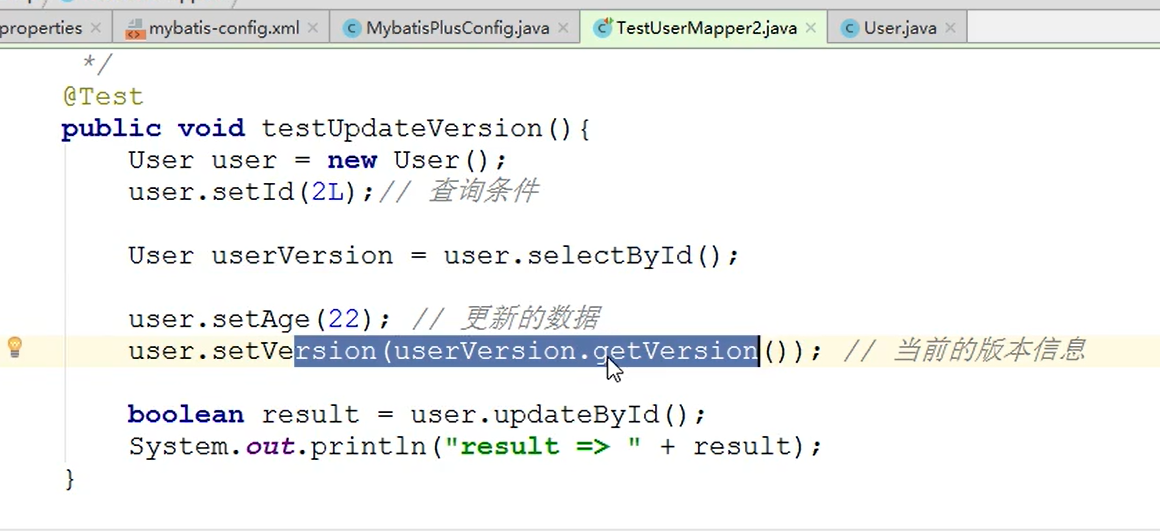 properties × mybatis-config.xml × MybatisPlusConfig.java × TestUserMapper2.java × User.java ×
*/
@Test
public void testUpdateVersion(){
User user = new User();
user.setId(2L);// 查询条件
User userVersion = user.selectById();
user.setAge(22); // 更新的数据
user.setVersion(userVersion.getVersion()); // 当前的版本信息
boolean result = user.updateById();
System.out.println("result => " + result);
}